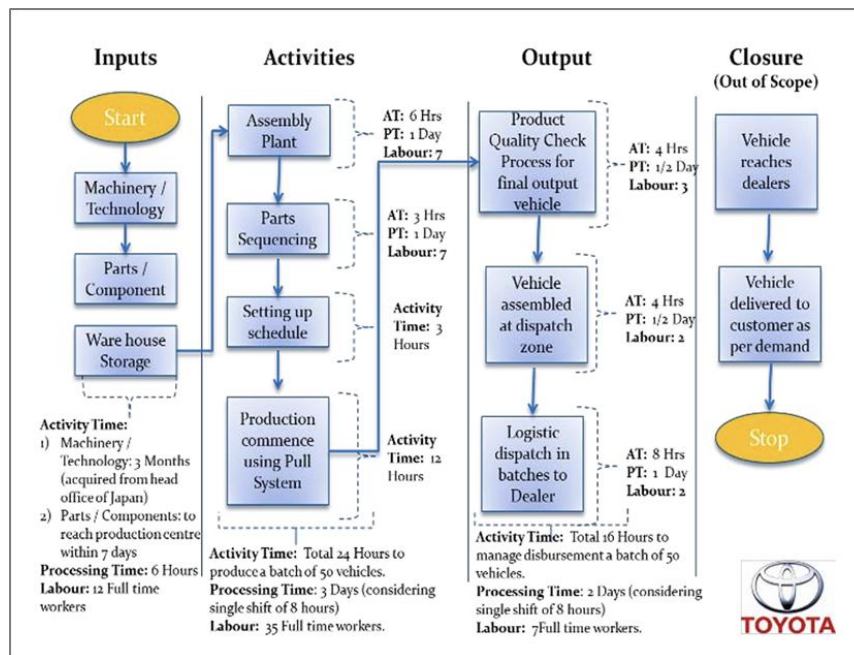 Inputs
Start
Machinery /
Technology
Parts /
Component
Ware house
Storage
Activity Time:
1) Machinery /
Technology: 3 Months
(acquired from head
office of Japan)
2) Parts / Components: to
reach production centre
within 7 days
Processing Time: 6 Hours
Labour: 12 Full time
workers
Activities
Assembly
Plant
AT: 6 Hrs
PT: 1 Day
Labour: 7
Parts
Sequencing
AT: 3 Hrs
PT: 1 Day
Labour: 7
Setting up
schedule
Activity
Time: 3
Hours
Production
commence
using Pull
System
Activity
Time: 12
Hours
Activity Time: Total 24 Hours to
produce a batch of 50 vehicles.
Processing Time: 3 Days (considering
single shift of 8 hours)
Labour: 35 Full time workers.
Output
Product
Quality Check
Process for
final output
vehicle
AT: 4 Hrs
PT: 1/2 Day
Labour: 3
Vehicle
assembled
at dispatch
zone
AT: 4 Hrs
PT: 1/2 Day
Labour: 2
Logistic
dispatch in
batches to
Dealer
AT: 8 Hrs
PT: 1 Day
Labour: 2
Activity Time: Total 16 Hours to
manage disbursement a batch of 50
vehicles.
Processing Time: 2 Days (considering
single shift of 8 hours)
Labour: 7Full time workers.
Closure
(Out of Scope)
Vehicle
reaches
dealers
Vehicle
delivered to
customer as
per demand
Stop
TOYOTA